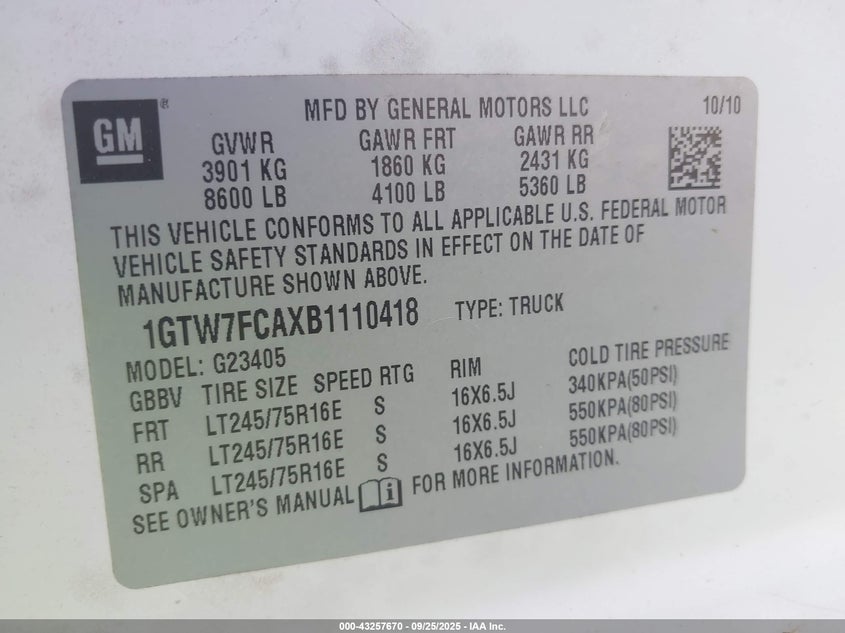 GM
®
MFD BY GENERAL MOTORS LLC 10/10
GVWR GAWR FRT GAWR RR
3901 KG 1860 KG 2431 KG
8600 LB 4100 LB 5360 LB
THIS VEHICLE CONFORMS TO ALL APPLICABLE U.S. FEDERAL MOTOR
VEHICLE SAFETY STANDARDS IN EFFECT ON THE DATE OF
MANUFACTURE SHOWN ABOVE.
1GTW7FCAXB1110418 TYPE: TRUCK
MODEL: G23405
GBBV TIRE SIZE SPEED RTG RIM COLD TIRE PRESSURE
FRT LT245/75R16E S 16X6.5J 340KPA(50PSI)
RR LT245/75R16E S 16X6.5J 550KPA(80PSI)
SPA LT245/75R16E S 16X6.5J 550KPA(80PSI)
SEE OWNER'S MANUAL i FOR MORE INFORMATION.
000-43257670 - 09/25/2025 - IAA Inc.